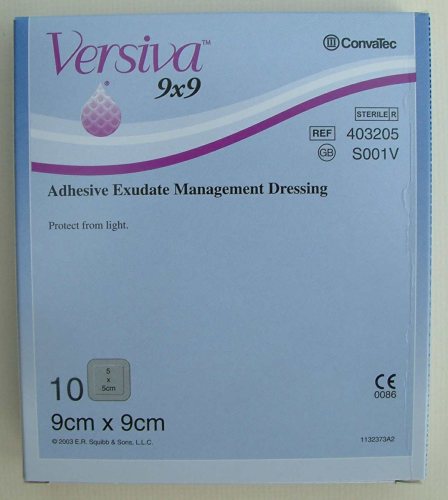 Versiva™
9x9
®
ConvaTec
STERILE R
REF 403205
GB S001V
Adhesive Exudate Management Dressing
Protect from light.
10
5
x
5cm
9cm x 9cm
CE
0086
© 2003 E.R. Squibb & Sons, L.L.C.
1132373A2